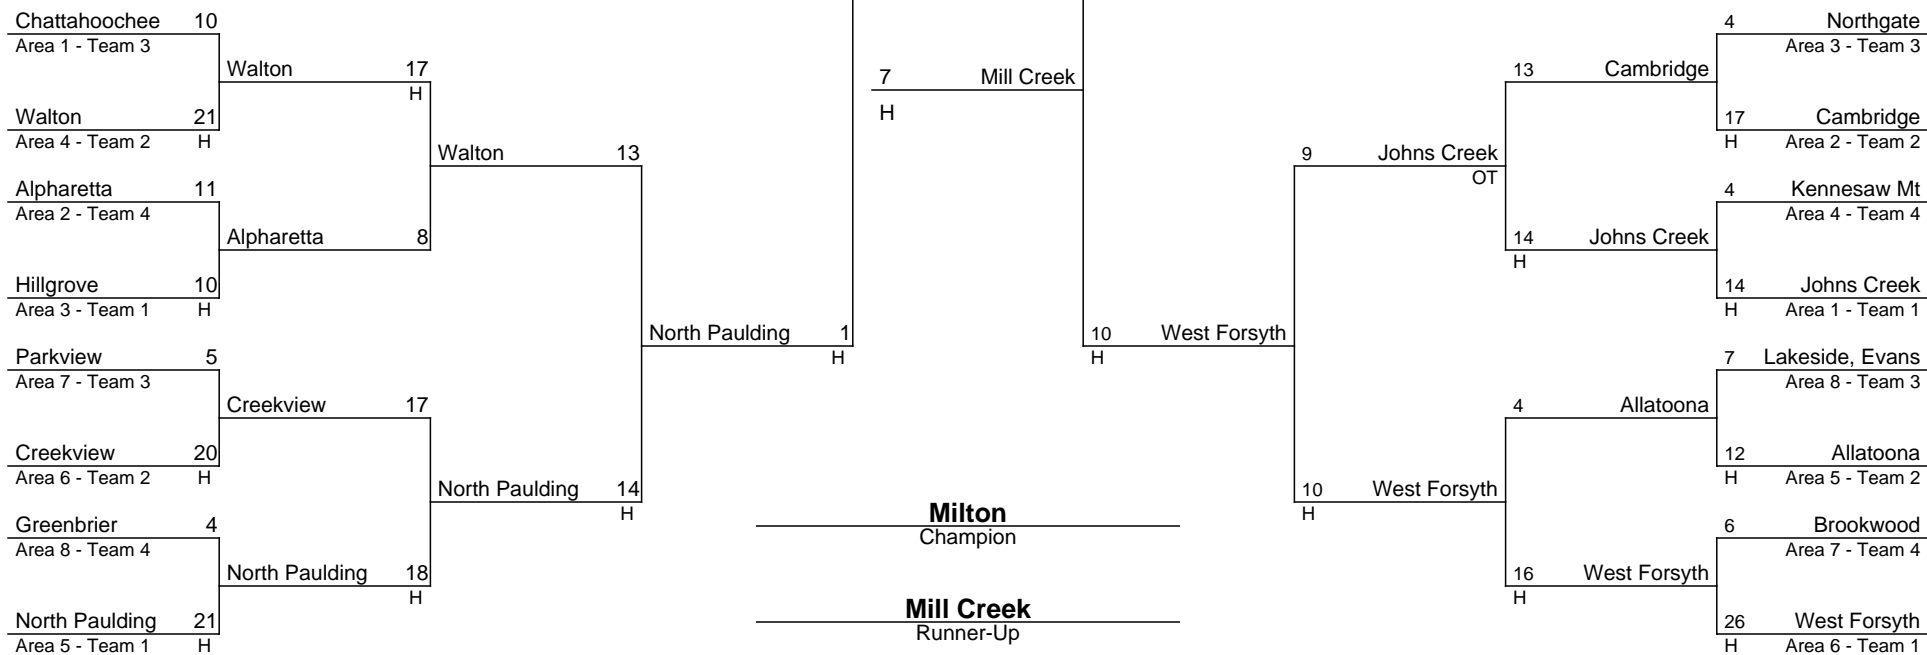 Chattahoochee 10
Area 1 - Team 3
Walton 17
H
Walton 21
Area 4 - Team 2 H
Walton 13
Alpharetta 11
Area 2 - Team 4
Alpharetta 8
Hillgrove 10
Area 3 - Team 1 H
North Paulding 1
H
Parkview 5
Area 7 - Team 3
Creekview 17
Creekview 20
Area 6 - Team 2 H
North Paulding 14
H
Greenbrier 4
Area 8 - Team 4
North Paulding 18
H
North Paulding 21
Area 5 - Team 1 H
7 Mill Creek
H
Milton
Champion
Mill Creek
Runner-Up
4 Northgate
Area 3 - Team 3
13 Cambridge
17 Cambridge
H Area 2 - Team 2
9 Johns Creek
OT
4 Kennesaw Mt
Area 4 - Team 4
14 Johns Creek
H
14 Johns Creek
H Area 1 - Team 1
10 West Forsyth
H
7 Lakeside, Evans
Area 8 - Team 3
4 Allatoona
12 Allatoona
H Area 5 - Team 2
10 West Forsyth
H
6 Brookwood
Area 7 - Team 4
16 West Forsyth
H
26 West Forsyth
H Area 6 - Team 1